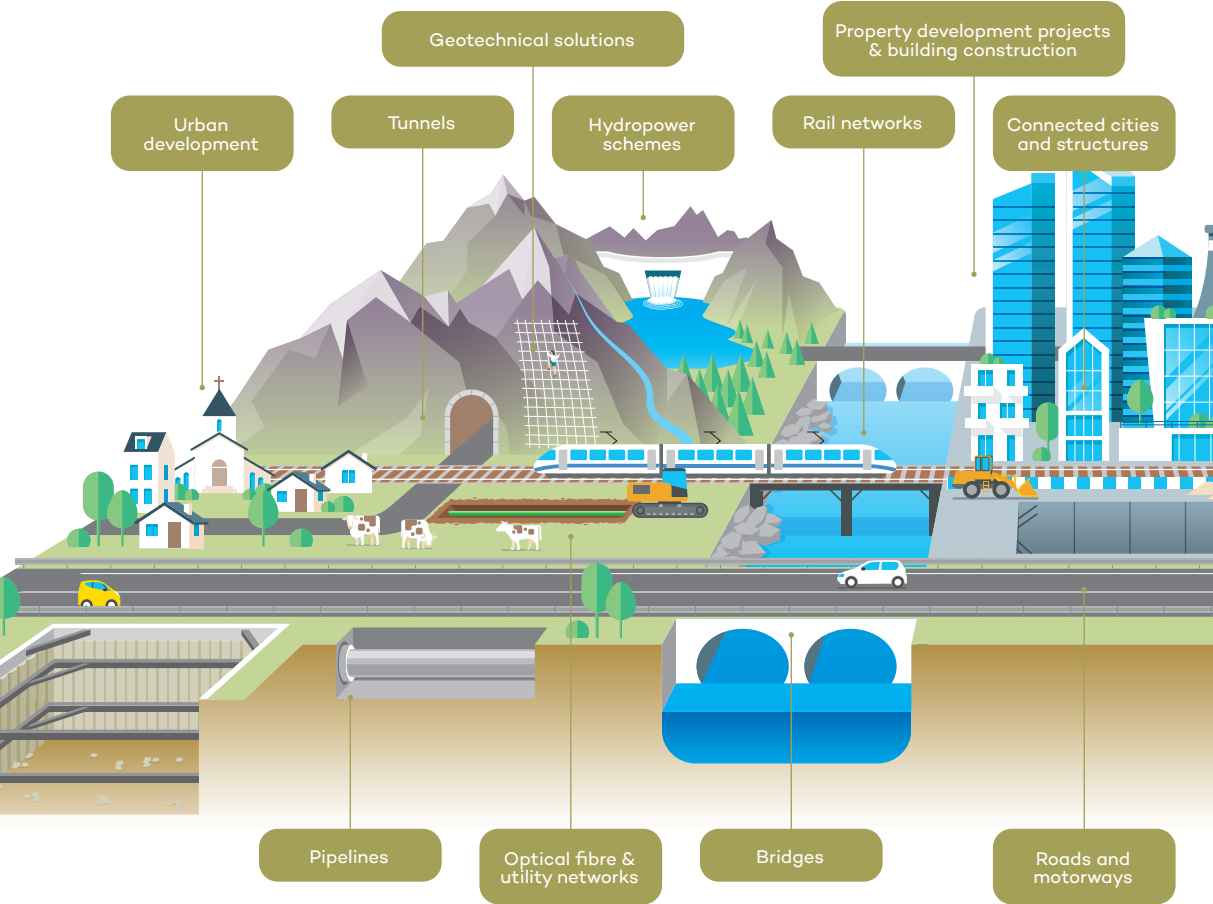 Geotechnical solutions
Property development projects
& building construction
Urban
development
Tunnels
Hydropower
schemes
Rail networks
Connected cities
and structures
Pipelines
Optical fibre &
utility networks
Bridges
Roads and
motorways